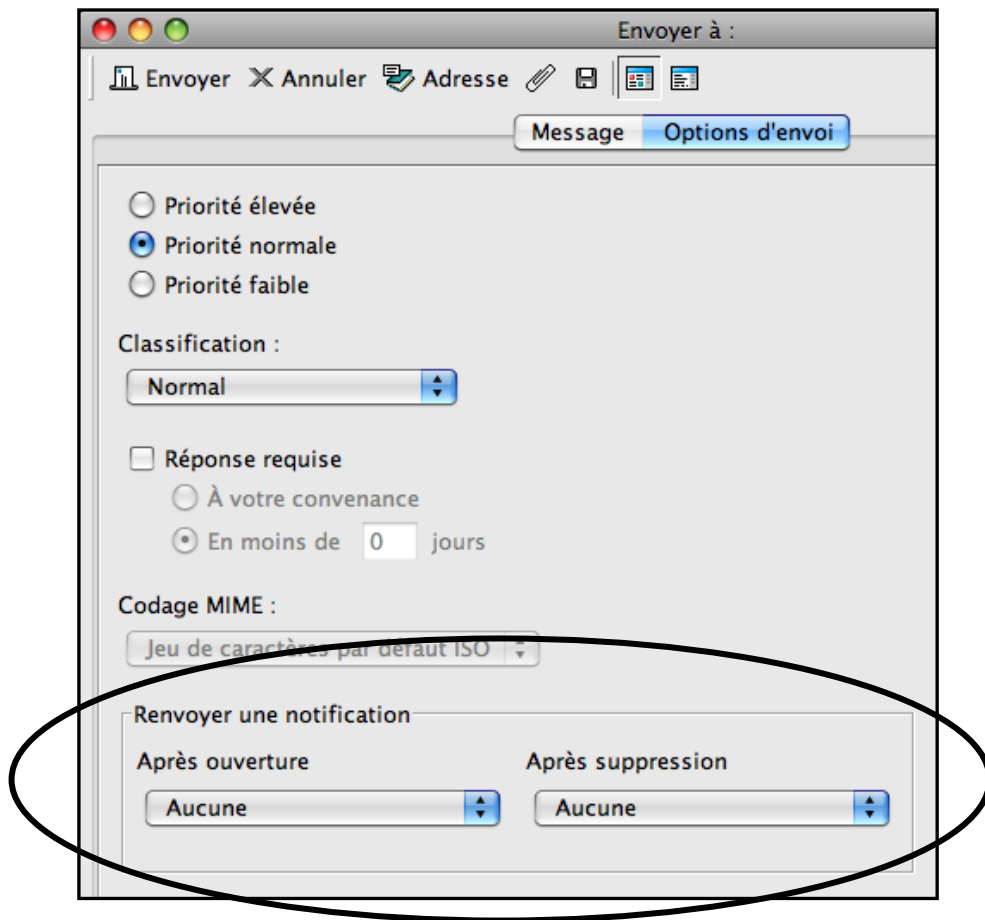 Envoyer à :
Envoyer Annuler Adresse
Message Options d'envoi
Priorité élevée
Priorité normale
Priorité faible
Classification :
Normal
Réponse requise
À votre convenance
En moins de 0 jours
Codage MIME :
Jeu de caractères par défaut ISO
Renvoyer une notification
Après ouverture Après suppression
Aucune Aucune